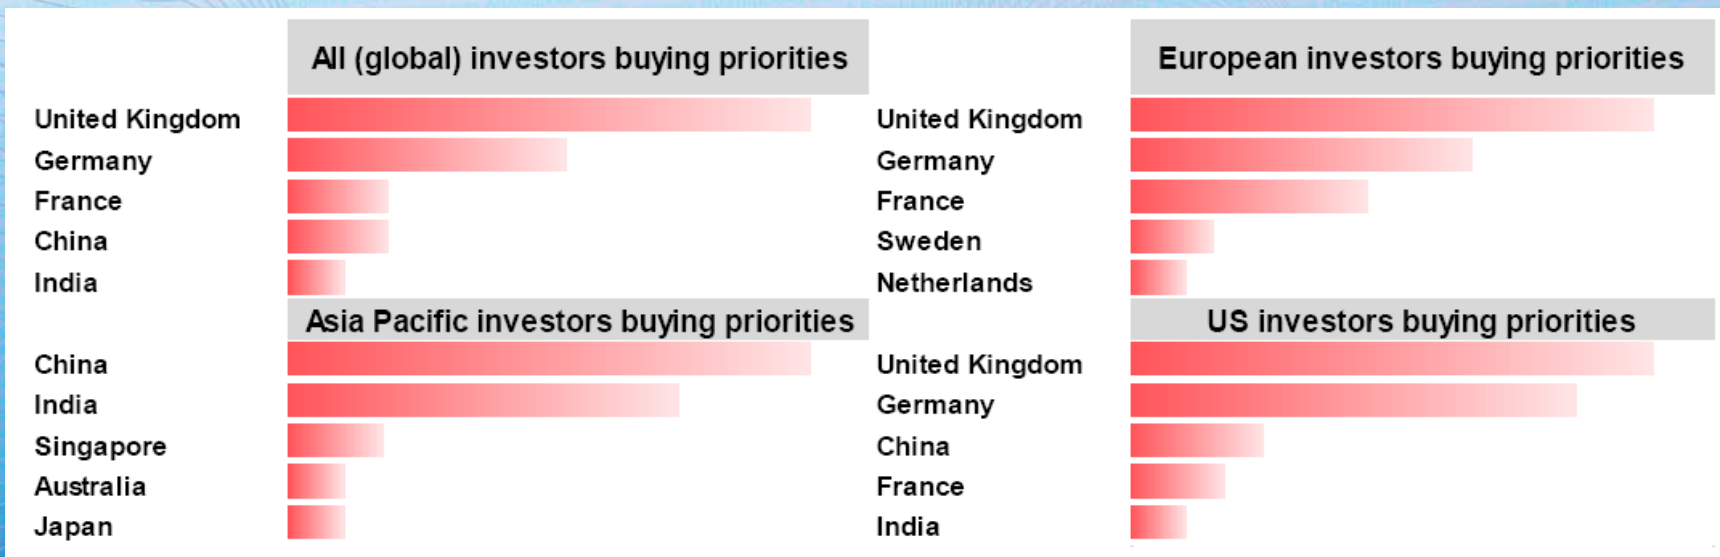 All (global) investors buying priorities
United Kingdom
Germany
France
China
India
European investors buying priorities
United Kingdom
Germany
France
Sweden
Netherlands
Asia Pacific investors buying priorities
China
India
Singapore
Australia
Japan
US investors buying priorities
United Kingdom
Germany
China
France
India